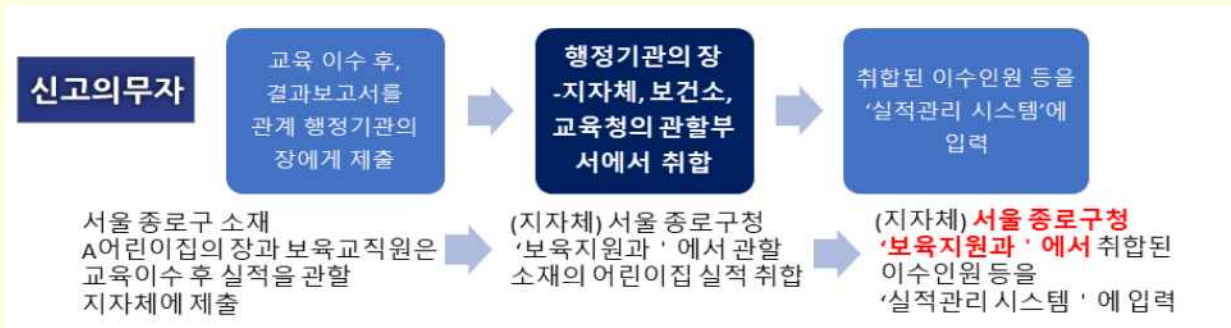 신고의무자
교육 이수 후,
결과보고서를
관계 행정기관의
장에게 제출
행정기관의 장
-지자체, 보건소,
교육청의 관할부
서에서 취합
취합된 이수인원 등을
‘실적관리 시스템’에
입력
서울 종로구 소재
A어린이집의 장과 보육교직원은
교육이수 후 실적을 관할
지자체에 제출
(지자체) 서울 종로구청
‘보육지원과 ' 에서 관할
소재의 어린이집 실적 취합
(지자체) 서울 종로구청
‘보육지원과 ' 에서 취합된
이수인원 등을
‘실적관리 시스템 ' 에 입력